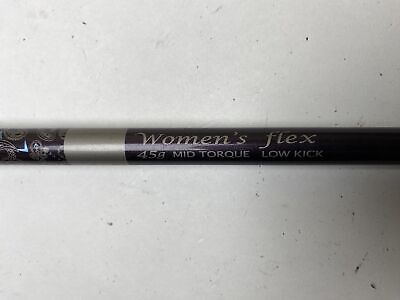 Women's flex
45g MID TORQUE LOW KICK